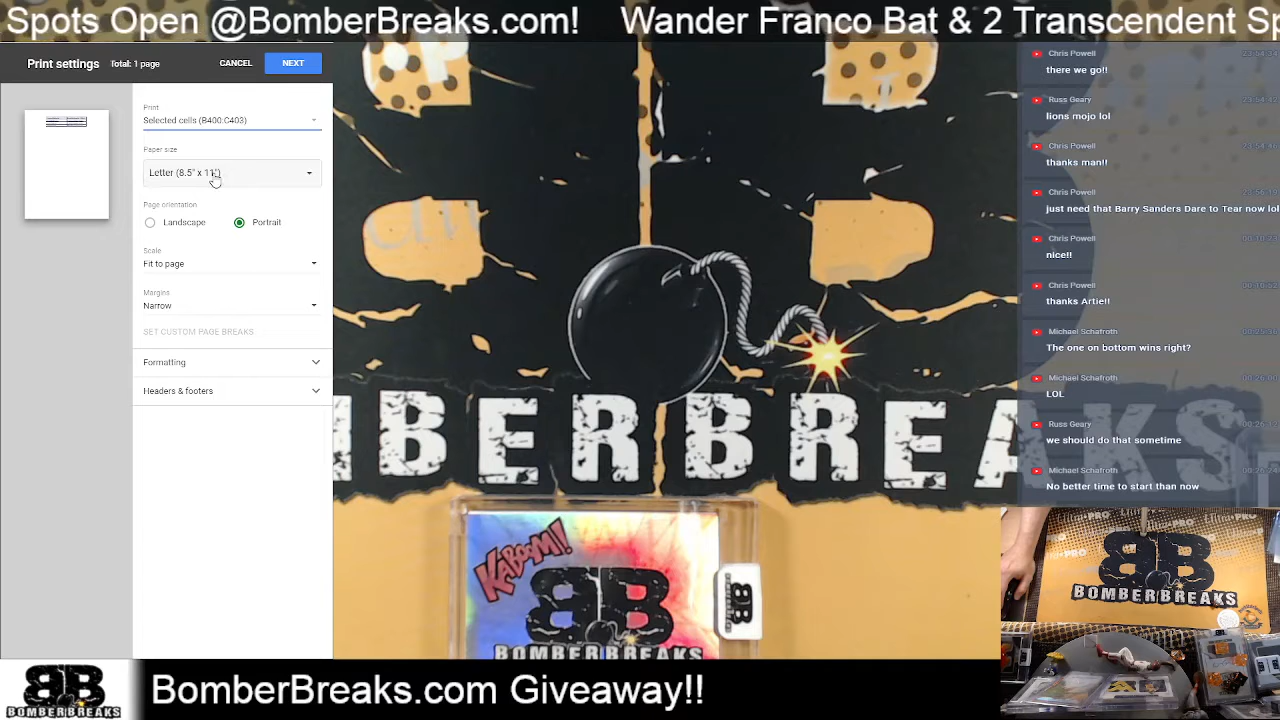 Spots Open @BomberBreaks.com! Wander Franco Bat & 2 Transcendent Sp
Print settings Total: 1 page CANCEL NEXT
Print
Selected cells (B400:C403)
Paper size
Letter (8.5" x 11")
Page orientation
Landscape Portrait
Scale
Fit to page
Margins
Narrow
SET CUSTOM PAGE BREAKS
Formatting
Headers & footers
BOMBERBREA
KABOOM!!
BB
BOMBERBREAKS
BB
Chris Powell
there we go!!
Russ Geary
lions mojo lol
Chris Powell
thanks man!!
Chris Powell
just need that Barry Sanders Dare to Tear now lol
Chris Powell
nice!!
Chris Powell
thanks Artie!!
Michael Schafroth
The one on bottom wins right?
Michael Schafroth
LOL
Russ Geary
we should do that sometime
Michael Schafroth
No better time to start than now
BB
BOMBERBREAKS
BB
BOMBERBREAKS
BomberBreaks.com Giveaway!!